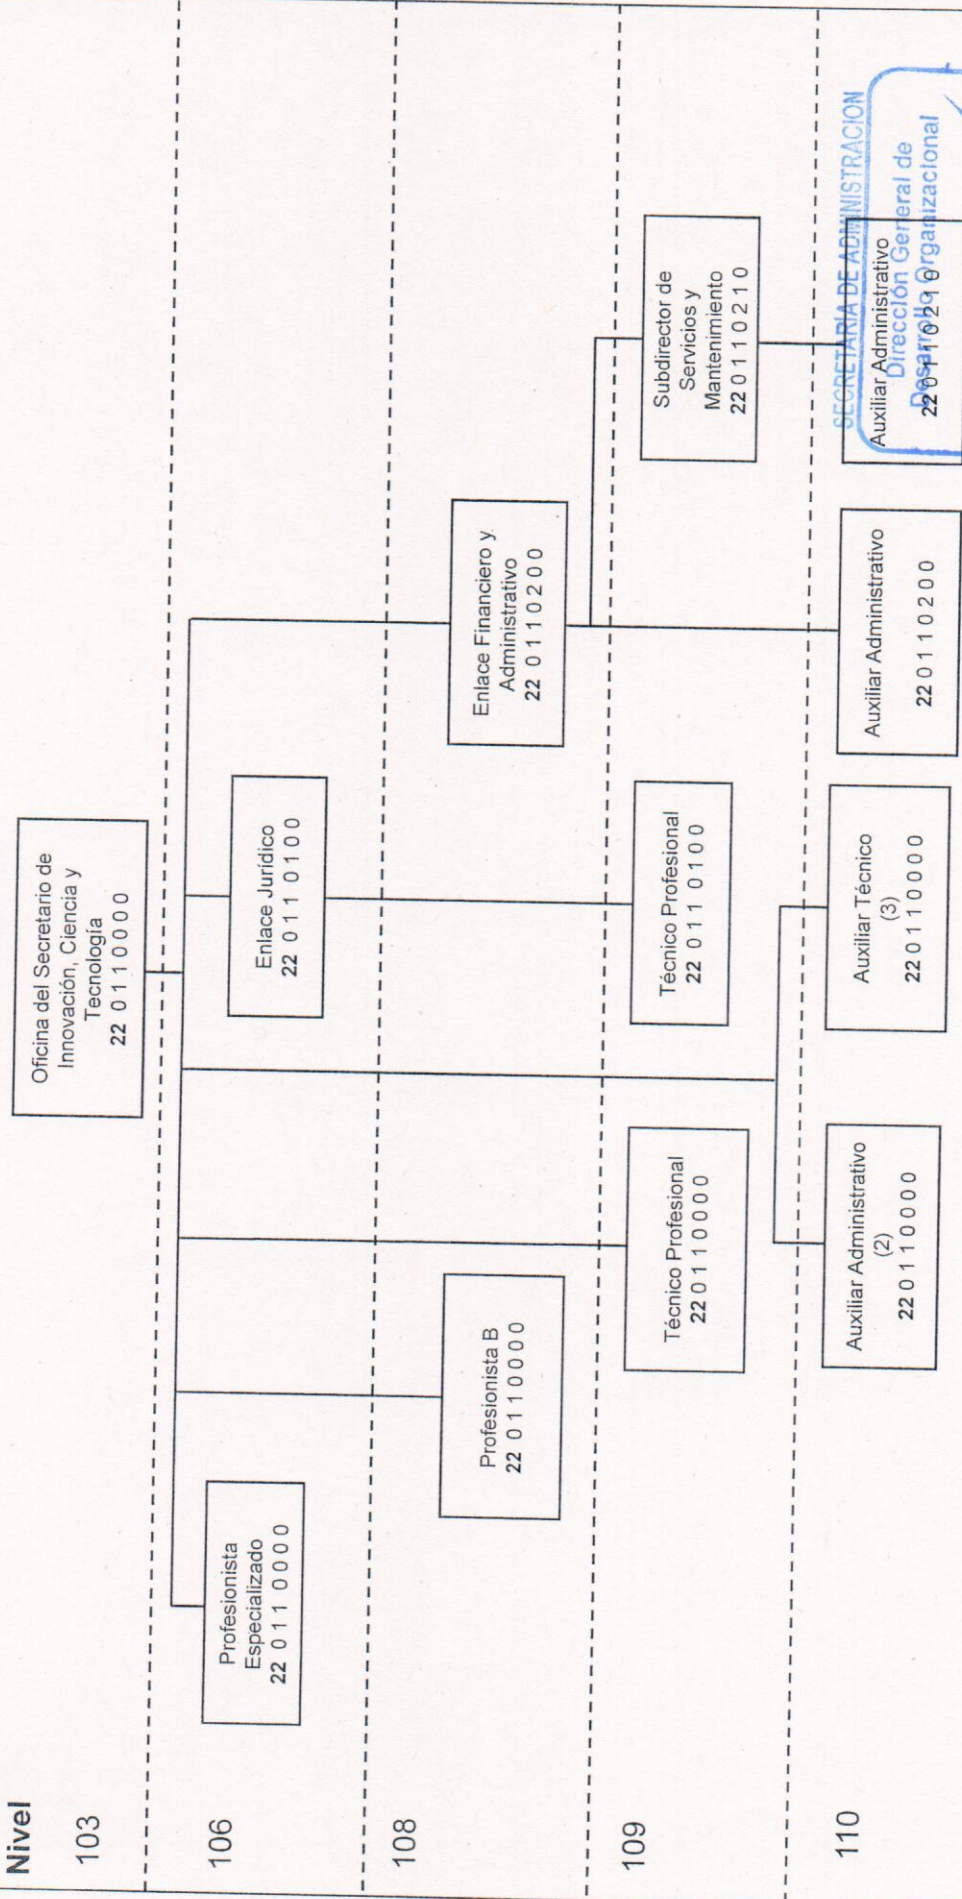 Nivel
103
Oficina del Secretario de
Innovación, Ciencia y
Tecnología
22 0 1 1 0 0 0 0
106
Profesionista
Especializado
22 0 1 1 0 0 0 0
Enlace Jurídico
22 0 1 1 0 1 0 0
108
Profesionista B
22 0 1 1 0 0 0 0
Enlace Financiero y
Administrativo
22 0 1 1 0 2 0 0
109
Técnico Profesional
22 0 1 1 0 0 0 0
Técnico Profesional
22 0 1 1 0 1 0 0
Subdirector de
Servicios y
Mantenimiento
22 0 1 1 0 2 1 0
110
Auxiliar Administrativo
(2)
22 0 1 1 0 0 0 0
Auxiliar Técnico
(3)
22 0 1 1 0 0 0 0
Auxiliar Administrativo
22 0 1 1 0 2 0 0
Auxiliar Administrativo
22 0 1 1 0 2 1 0
SECRETARIA DE ADMINISTRACION
Dirección General de
Desarrollo Organizacional